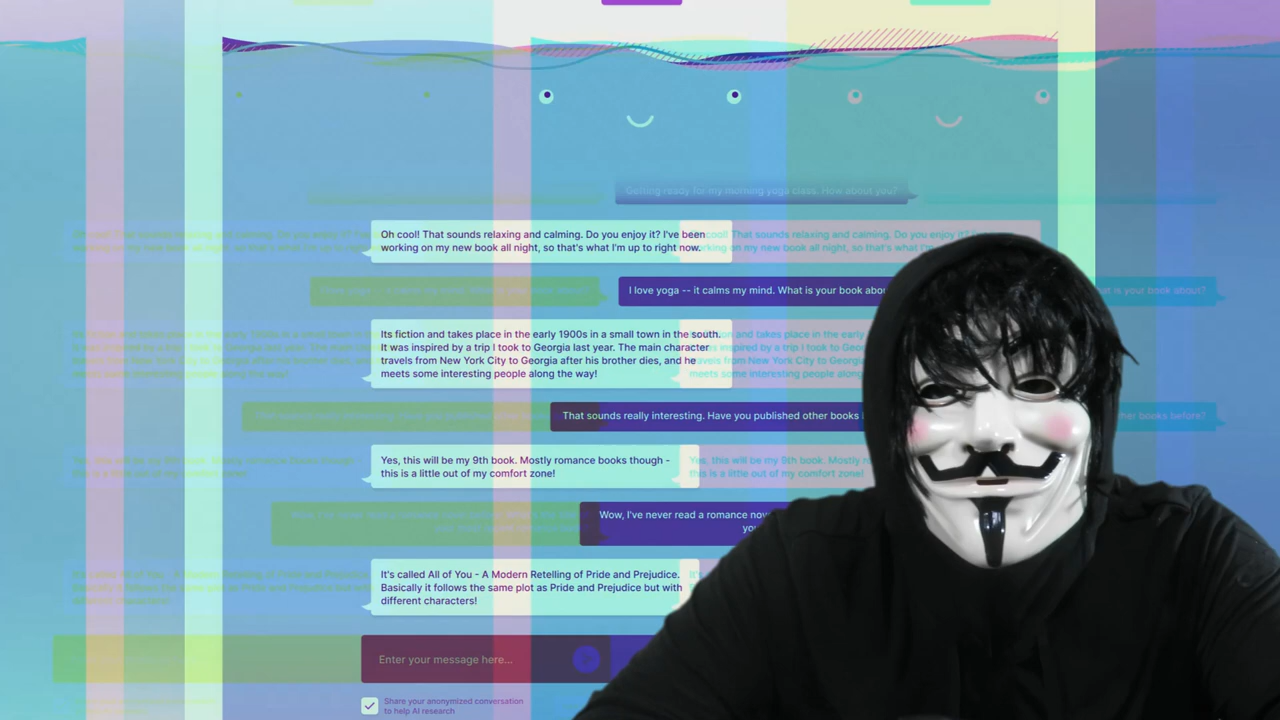 Getting ready for my morning yoga class. How about you?
Oh cool! That sounds relaxing and calming. Do you enjoy it? I've been
working on my new book all night, so that's what I'm up to right now.
I love yoga -- it calms my mind. What is your book about?
Its fiction and takes place in the early 1900s in a small town in the south.
It was inspired by a trip I took to Georgia last year. The main character
travels from New York City to Georgia after his brother dies, and he
meets some interesting people along the way!
That sounds really interesting. Have you published other books before?
Yes, this will be my 9th book. Mostly romance books though -
this is a little out of my comfort zone!
Wow, I've never read a romance
It's called All of You - A Modern Retelling of Pride and Prejudice.
Basically it follows the same plot as Pride and Prejudice but with
different characters!
Enter your message here...
Share your anonymized conversation
to help AI research